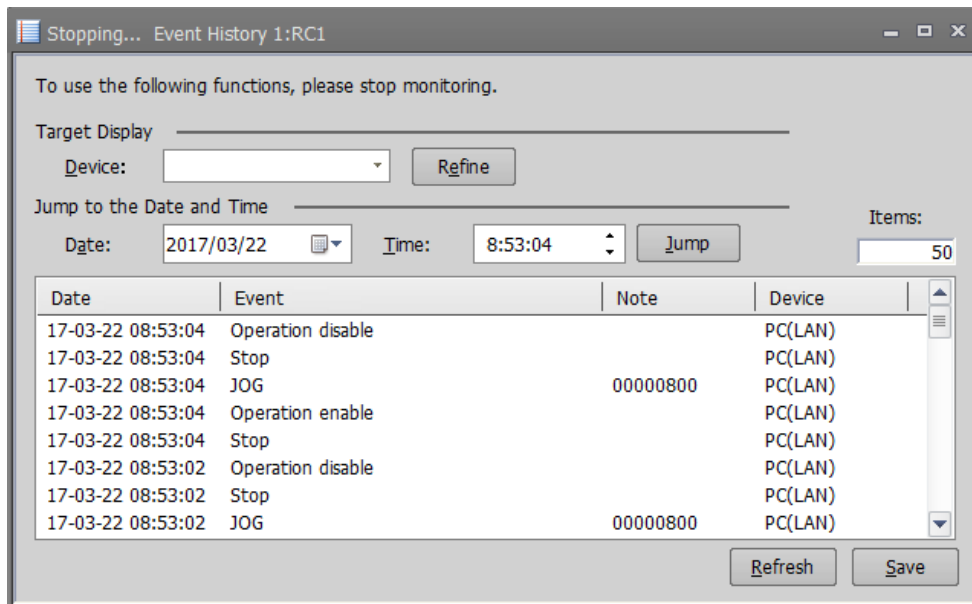 Stopping... Event History 1:RC1
To use the following functions, please stop monitoring.
Target Display
Device: Refine
Jump to the Date and Time
Items:
Date: 2017/03/22 Time: 8:53:04 Jump
50
Date Event Note Device
17-03-22 08:53:04 Operation disable PC(LAN)
17-03-22 08:53:04 Stop PC(LAN)
17-03-22 08:53:04 JOG 00000800 PC(LAN)
17-03-22 08:53:04 Operation enable PC(LAN)
17-03-22 08:53:04 Stop PC(LAN)
17-03-22 08:53:02 Operation disable PC(LAN)
17-03-22 08:53:02 Stop PC(LAN)
17-03-22 08:53:02 JOG 00000800 PC(LAN)
Refresh Save